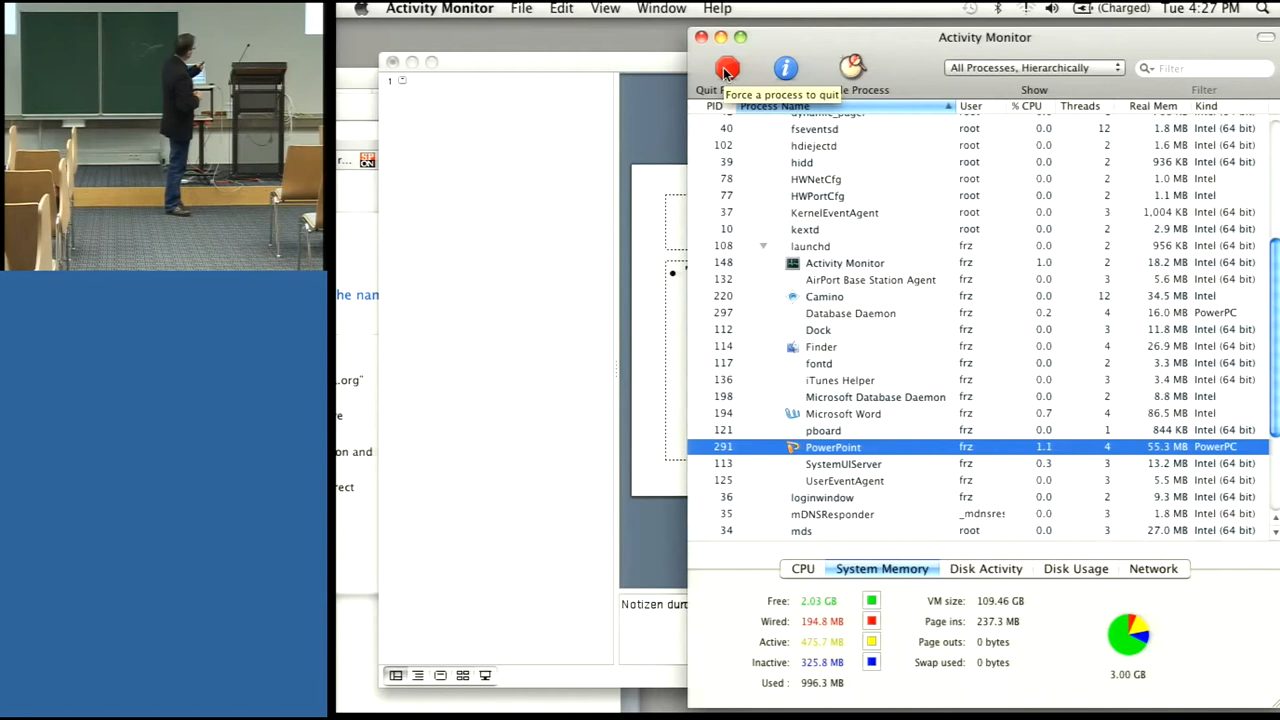 Activity Monitor File Edit View Window Help (Charged) Tue 4:27 PM
Activity Monitor
All Processes, Hierarchically
Filter
Quit P
Force a process to quit
e Process
Show
Filter
PID Process Name User % CPU Threads Real Mem Kind
40 fseventsd root 0.0 12 1.8 MB Intel (64 bit)
102 hdiejectd root 0.0 2 1.6 MB Intel (64 bit)
39 hidd root 0.0 2 936 KB Intel (64 bit)
78 HWNetCfg root 0.0 2 1.0 MB Intel
77 HWPortCfg root 0.0 2 1.1 MB Intel
37 KernelEventAgent root 0.0 2 1,004 KB Intel (64 bit)
10 kextd root 0.0 2 2.9 MB Intel (64 bit)
108 launchd frz 0.0 2 956 KB Intel (64 bit)
148 Activity Monitor frz 1.0 2 18.2 MB Intel (64 bit)
132 AirPort Base Station Agent frz 0.0 3 5.6 MB Intel (64 bit)
220 Camino frz 0.0 12 34.5 MB Intel
297 Database Daemon frz 0.2 4 16.0 MB PowerPC
112 Dock frz 0.0 3 11.8 MB Intel (64 bit)
114 Finder frz 0.0 4 26.9 MB Intel (64 bit)
117 fontd frz 0.0 2 3.3 MB Intel (64 bit)
136 iTunes Helper frz 0.0 3 3.4 MB Intel (64 bit)
198 Microsoft Database Daemon frz 0.0 2 8.8 MB Intel
194 Microsoft Word frz 0.7 4 86.5 MB Intel
121 pboard frz 0.0 1 844 KB Intel (64 bit)
291 PowerPoint frz 1.1 4 55.3 MB PowerPC
113 SystemUIServer frz 0.3 3 13.2 MB Intel (64 bit)
125 UserEventAgent frz 0.0 3 5.5 MB Intel (64 bit)
36 loginwindow frz 0.0 2 9.3 MB Intel (64 bit)
35 mDNSResponder _mdnsres 0.0 3 1.8 MB Intel (64 bit)
34 mds root 0.0 3 27.0 MB Intel (64 bit)
CPU System Memory Disk Activity Disk Usage Network
Free: 2.03 GB VM size: 109.46 GB
Wired: 194.8 MB Page ins: 237.3 MB
Active: 475.7 MB Page outs: 0 bytes
Inactive: 325.8 MB Swap used: 0 bytes
Used: 996.3 MB
3.00 GB
1
r...
SP
ON
he nam
.org"
re
ion and
rect
Notizen dur